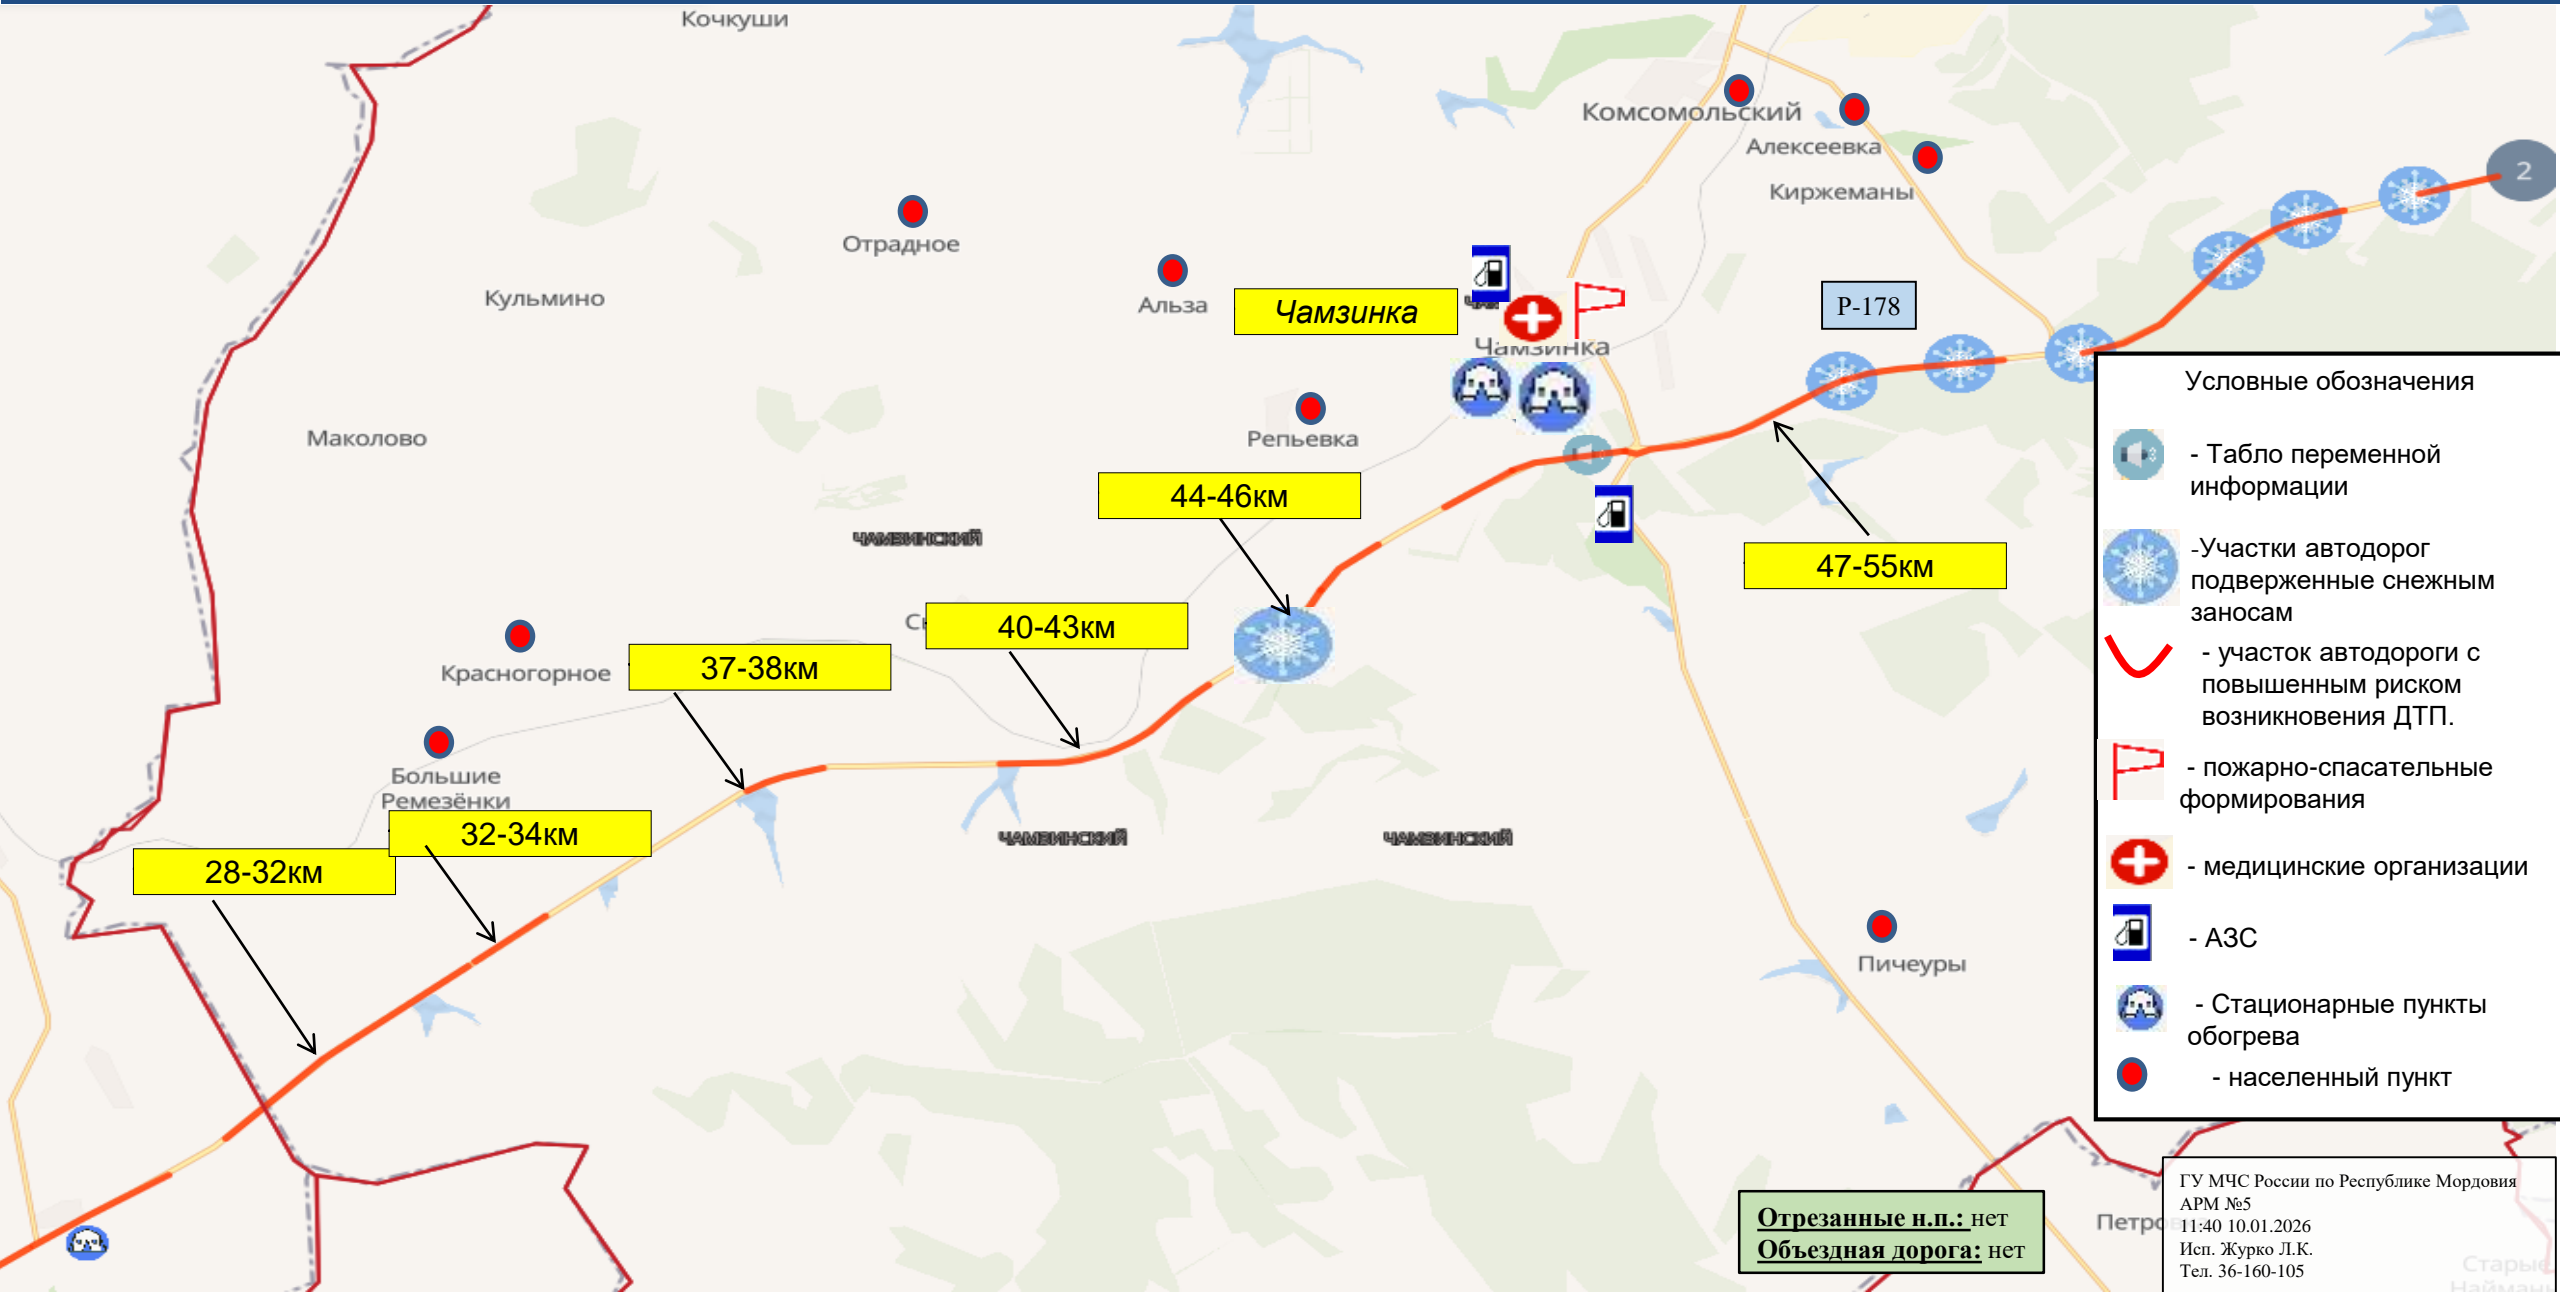 Кочкуши
Комсомольский
Алексеевка
Киржеманы
2
Отрадное
Альза
Кульмино
Чамзинка
Чамзинка
Р-178
Маколово
Репьевка
44-46км
ЧАМЗИНСКИЙ
47-55км
40-43км
Красногорное
37-38км
Большие
Ремезёнки
32-34км
28-32км
ЧАМЗИНСКИЙ
ЧАМЗИНСКИЙ
Пичеуры
Условные обозначения
- Табло переменной
информации
-Участки автодорог
подверженные снежным
заносам
- участок автодороги с
повышенным риском
возникновения ДТП.
- пожарно-спасательные
формирования
- медицинские организации
- АЗС
- Стационарные пункты
обогрева
- населенный пункт
Отрезанные н.п.: нет
Объездная дорога: нет
ГУ МЧС России по Республике Мордовия
АРМ №5
11:40 10.01.2026
Исп. Журко Л.К.
Тел. 36-160-105
Старые